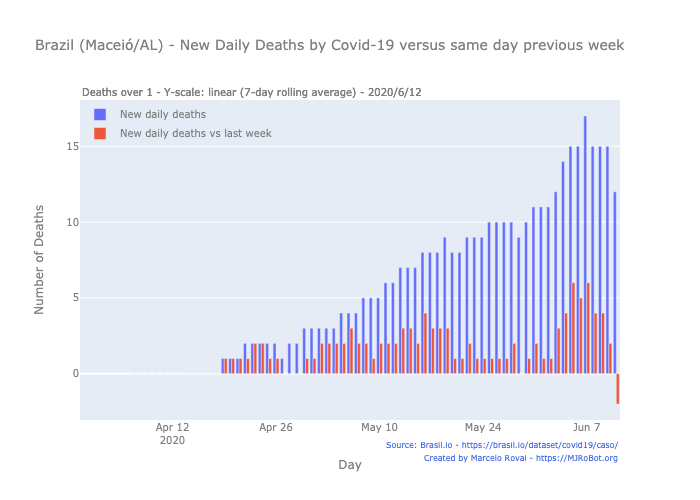 Brazil (Maceió/AL) - New Daily Deaths by Covid-19 versus same day previous week
Deaths over 1 - Y-scale: linear (7-day rolling average) - 2020/6/12
New daily deaths
New daily deaths vs last week
15
10
5
0
Number of Deaths
Apr 12
2020
Apr 26
May 10
May 24
Jun 7
Day
Source: Brasil.io - https://brasil.io/dataset/covid19/caso/
Created by Marcelo Rovai - https://MJRoBot.org